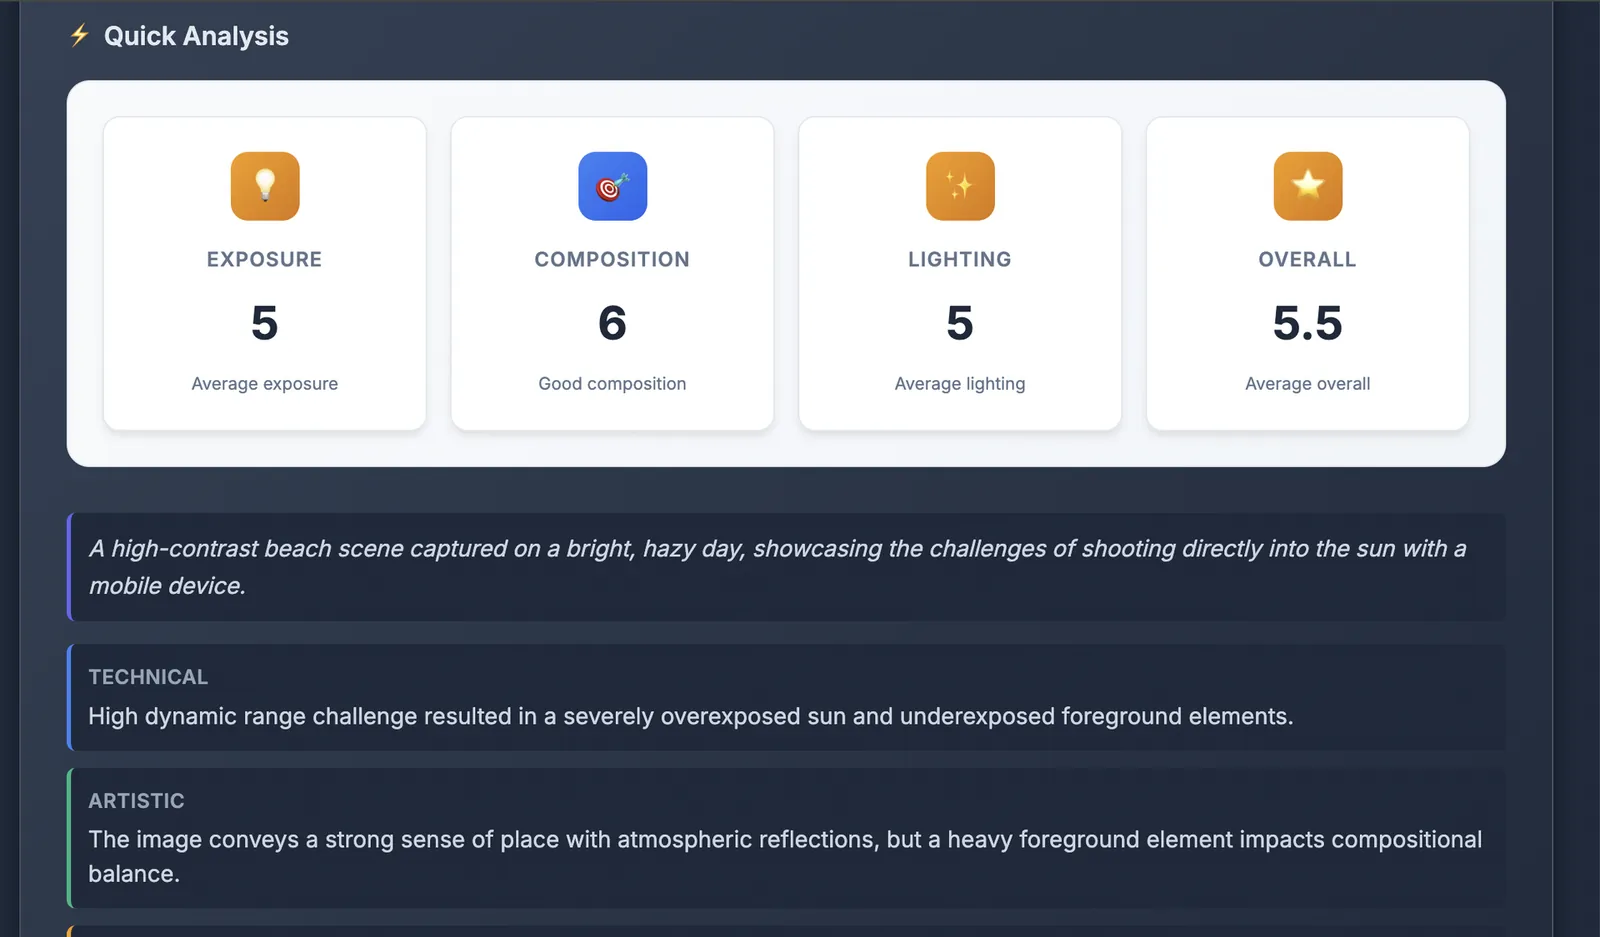 ⚡ Quick Analysis
EXPOSURE
5
Average exposure
COMPOSITION
6
Good composition
LIGHTING
5
Average lighting
OVERALL
5.5
Average overall
A high-contrast beach scene captured on a bright, hazy day, showcasing the challenges of shooting directly into the sun with a
mobile device.
TECHNICAL
High dynamic range challenge resulted in a severely overexposed sun and underexposed foreground elements.
ARTISTIC
The image conveys a strong sense of place with atmospheric reflections, but a heavy foreground element impacts compositional
balance.